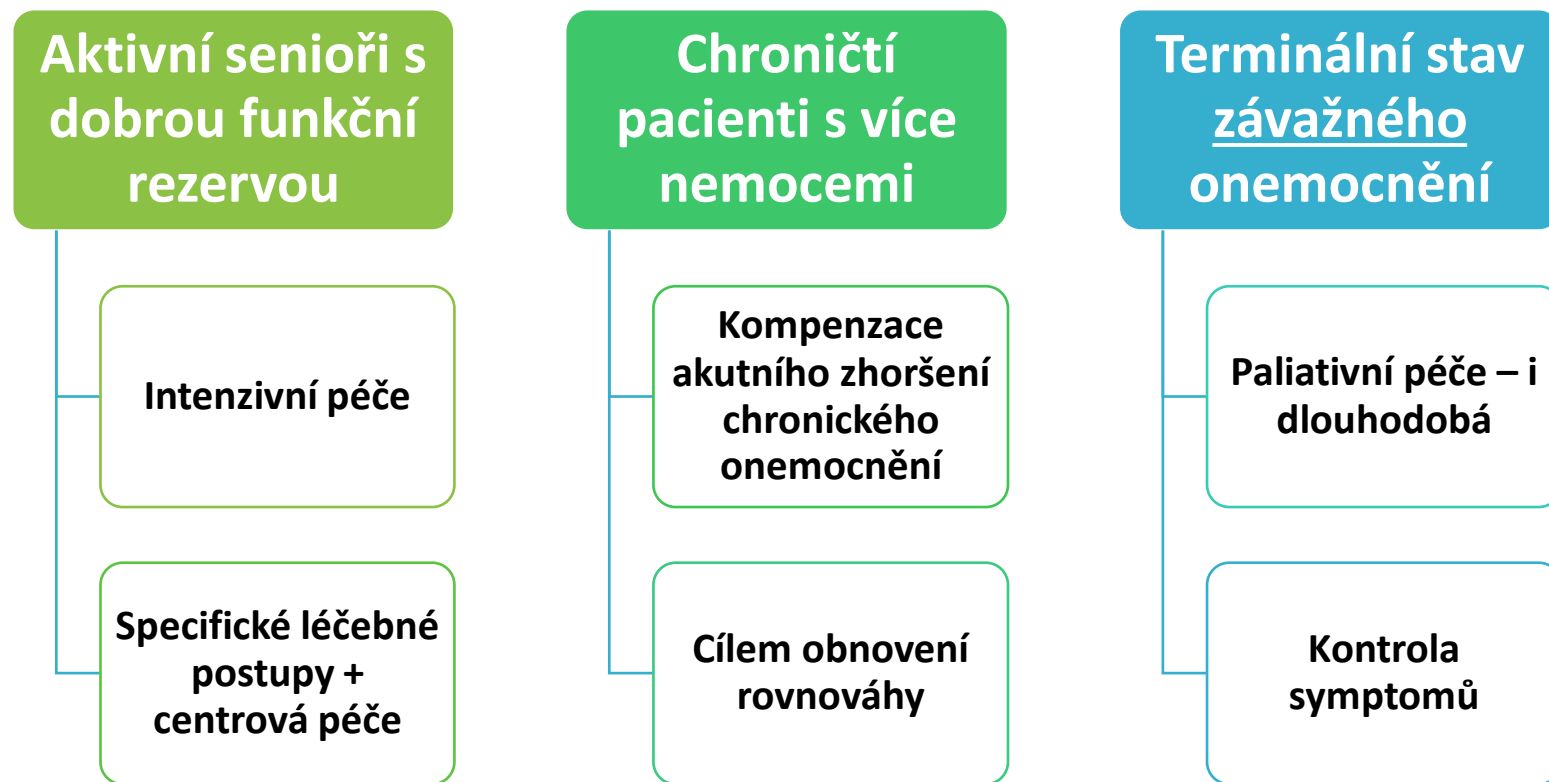 Aktivní senioři s
dobrou funkční
rezervou
Intenzivní péče
Specifické léčebné
postupy +
centrová péče
Chroničtí
pacienti s více
nemocemi
Kompenzace
akutního zhoršení
chronického
onemocnění
Cílem obnovení
rovnováhy
Terminální stav
závažného
onemocnění
Paliativní péče – i
dlouhodobá
Kontrola
symptomů